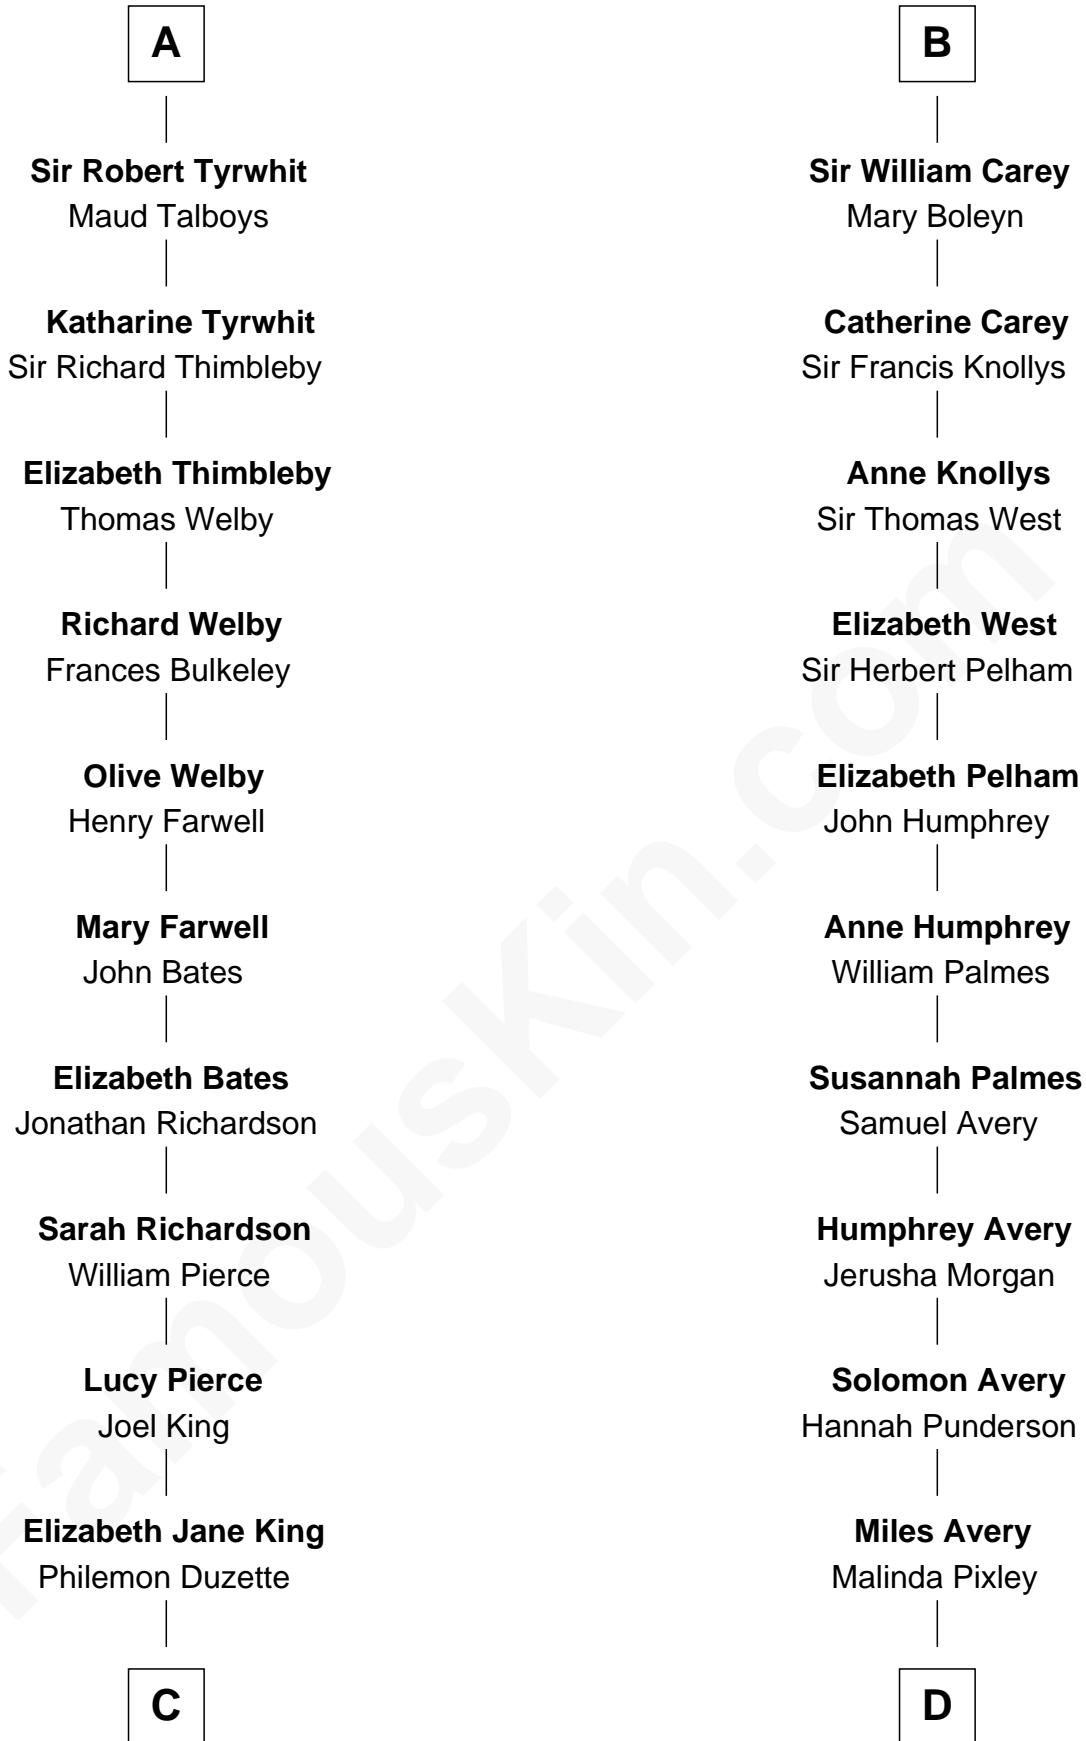 A
Sir Robert Tyrwhit
Maud Talboys
Katharine Tyrwhit
Sir Richard Thimbleby
Elizabeth Thimbleby
Thomas Welby
Richard Welby
Frances Bulkeley
Olive Welby
Henry Farwell
Mary Farwell
John Bates
Elizabeth Bates
Jonathan Richardson
Sarah Richardson
William Pierce
Lucy Pierce
Joel King
Elizabeth Jane King
Philemon Duzette
C
B
Sir William Carey
Mary Boleyn
Catherine Carey
Sir Francis Knollys
Anne Knollys
Sir Thomas West
Elizabeth West
Sir Herbert Pelham
Elizabeth Pelham
John Humphrey
Anne Humphrey
William Palmes
Susannah Palmes
Samuel Avery
Humphrey Avery
Jerusha Morgan
Solomon Avery
Hannah Punderson
Miles Avery
Malinda Pixley
D
FamousKin.com